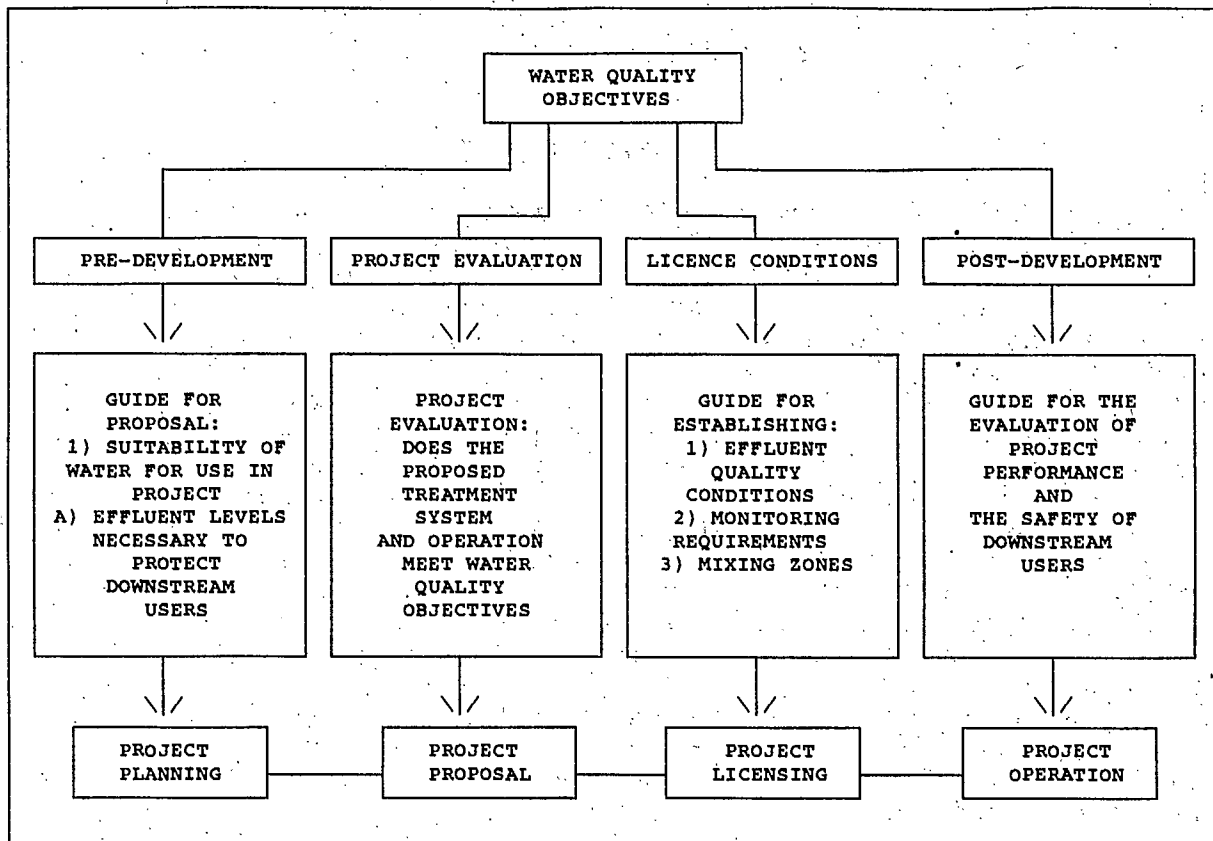 WATER QUALITY
OBJECTIVES
PRE-DEVELOPMENT
PROJECT EVALUATION
LICENCE CONDITIONS
POST-DEVELOPMENT
GUIDE FOR
PROPOSAL:
1) SUITABILITY OF
WATER FOR USE IN
PROJECT
A) EFFLUENT LEVELS
NECESSARY TO
PROTECT
DOWNSTREAM
USERS
PROJECT
EVALUATION:
DOES THE
PROPOSED
TREATMENT
SYSTEM
AND OPERATION
MEET WATER
QUALITY
OBJECTIVES
GUIDE FOR
ESTABLISHING:
1) EFFLUENT
QUALITY
CONDITIONS
2) MONITORING
REQUIREMENTS
3) MIXING ZONES
GUIDE FOR THE
EVALUATION OF
PROJECT
PERFORMANCE
AND
THE SAFETY OF
DOWNSTREAM
USERS
PROJECT
PLANNING
PROJECT
PROPOSAL
PROJECT
LICENSING
PROJECT
OPERATION